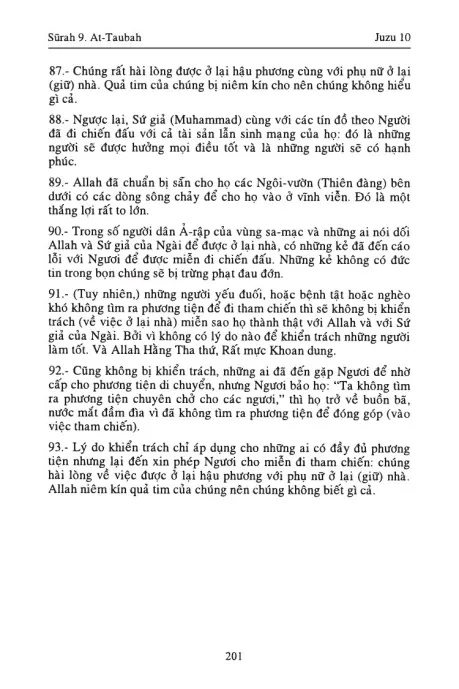 Sūrah 9. At-Taubah Juzu 10
87.- Chúng rất hài lòng được ở lại hậu phương cùng với phụ nữ ở lại
(giữ) nhà. Quả tim của chúng bị niêm kín cho nên chúng không hiểu
gì cả.
88.- Ngược lại, Sứ giả (Muhammad) cùng với các tín đồ theo Người
đã đi chiến đấu với cả tài sản lẫn sinh mạng của họ: đó là những
người sẽ được hưởng mọi điều tốt và là những người sẽ có hạnh
phúc.
89.- Allah đã chuẩn bị sẵn cho họ các Ngôi-vườn (Thiên đàng) bên
dưới có các dòng sông chảy để cho họ vào ở vĩnh viễn. Đó là một
thắng lợi rất to lớn.
90.- Trong số người dân Ả-rập của vùng sa-mạc và những ai nói dối
Allah và Sứ giả của Ngài để được ở lại nhà, có những kẻ đã đến cáo
lỗi với Ngươi để được miễn đi chiến đấu. Những kẻ không có đức
tin trong bọn chúng sẽ bị trừng phạt đau đớn.
91.- (Tuy nhiên,) những người yếu đuối, hoặc bệnh tật hoặc nghèo
khó không tìm ra phương tiện để đi tham chiến thì sẽ không bị khiển
trách (về việc ở lại nhà) miễn sao họ thành thật với Allah và với Sứ
giả của Ngài. Bởi vì không có lý do nào để khiển trách những người
làm tốt. Và Allah Hằng Tha thứ, Rất mực Khoan dung.
92.- Cũng không bị khiển trách, những ai đã đến gặp Ngươi để nhờ
cấp cho phương tiện di chuyển, nhưng Ngươi bảo họ: “Ta không tìm
ra phương tiện chuyên chở cho các ngươi,” thì họ trở về buồn bã,
nước mắt đầm đìa vì đã không tìm ra phương tiện để đóng góp (vào
việc tham chiến).
93.- Lý do khiển trách chỉ áp dụng cho những ai có đầy đủ phương
tiện nhưng lại đến xin phép Ngươi cho miễn đi tham chiến: chúng
hài lòng về việc được ở lại hậu phương với phụ nữ ở lại (giữ) nhà.
Allah niêm kín quả tim của chúng nên chúng không biết gì cả.
201